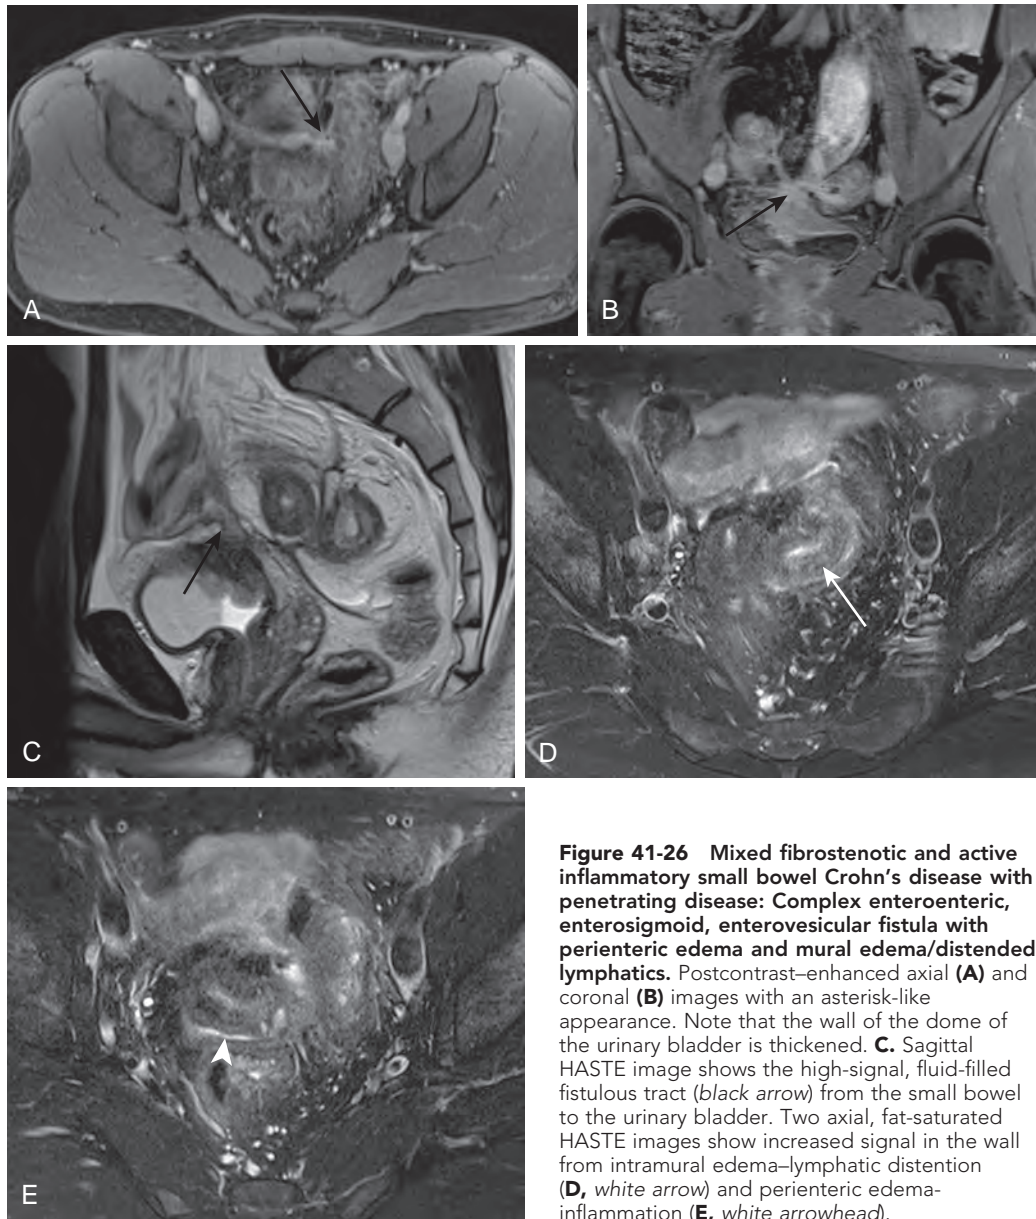 A
B
C
D
E
Figure 41-26 Mixed fibrostenotic and active
inflammatory small bowel Crohn's disease with
penetrating disease: Complex enteroenteric,
enterosigmoid, enterovesicular fistula with
perienteric edema and mural edema/distended
lymphatics. Postcontrast–enhanced axial (A) and
coronal (B) images with an asterisk-like
appearance. Note that the wall of the dome of
the urinary bladder is thickened. C. Sagittal
HASTE image shows the high-signal, fluid-filled
fistulous tract (black arrow) from the small bowel
to the urinary bladder. Two axial, fat-saturated
HASTE images show increased signal in the wall
from intramural edema–lymphatic distention
(D, white arrow) and perienteric edema-
inflammation (E, white arrowhead).